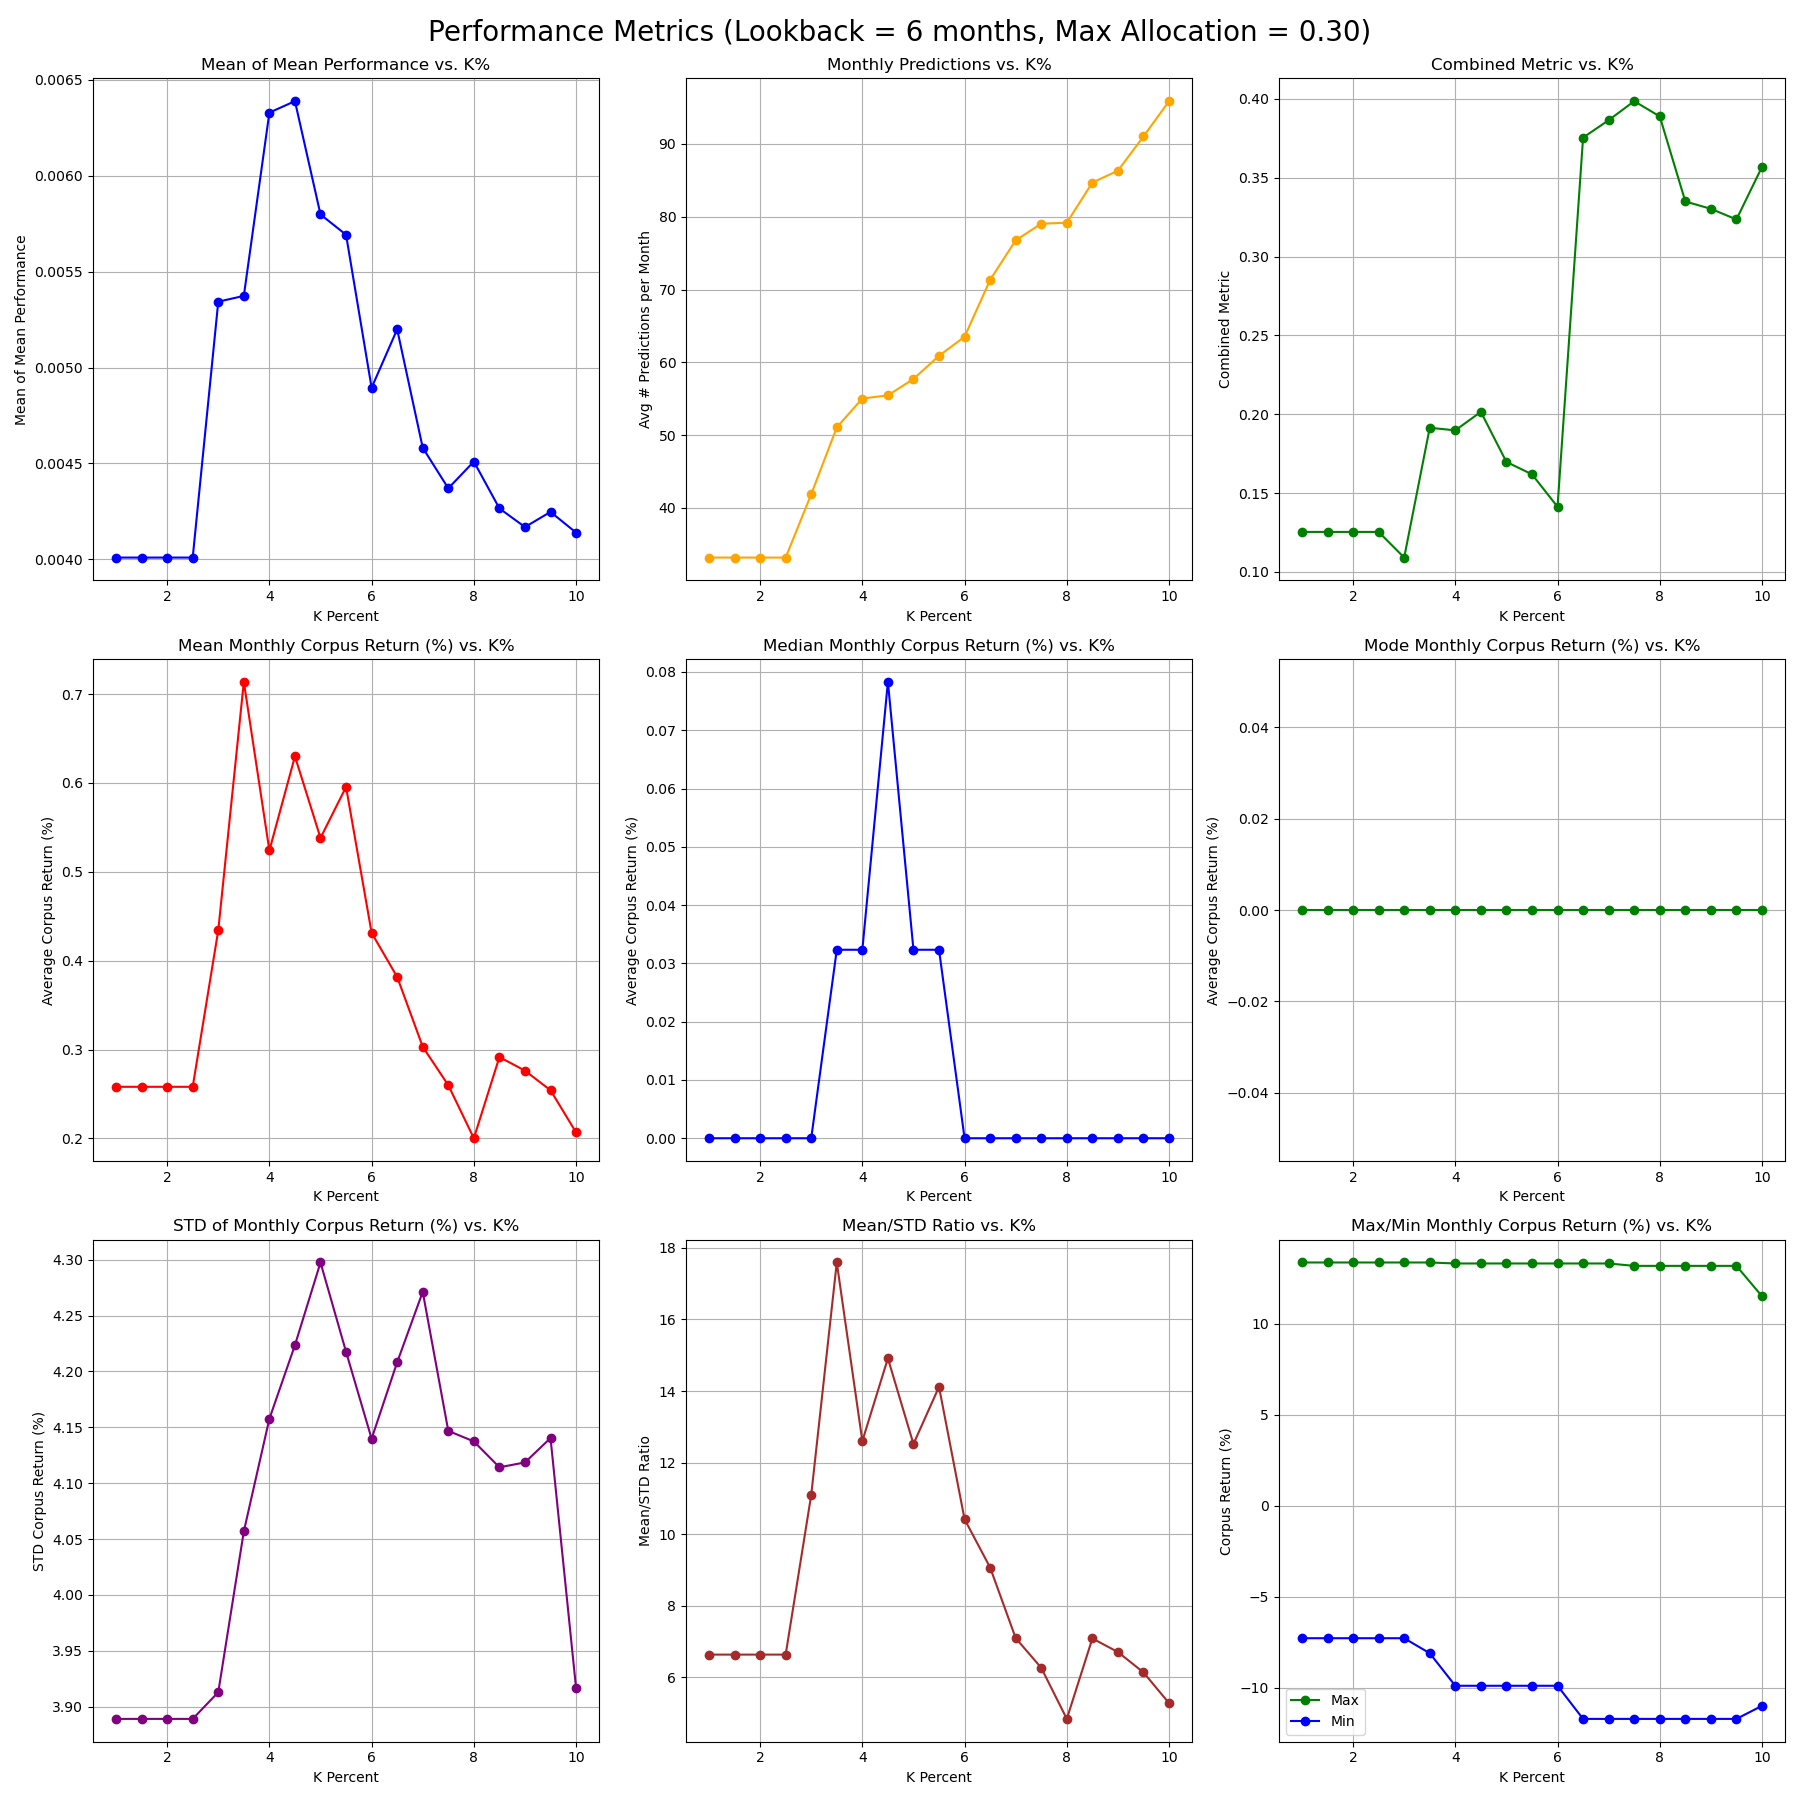 Performance Metrics (Lookback = 6 months, Max Allocation = 0.30)
Mean of Mean Performance vs. K%
Mean of Mean Performance
0.0065
0.0060
0.0055
0.0050
0.0045
0.0040
2 4 6 8 10
K Percent
Monthly Predictions vs. K%
Avg # Predictions per Month
90
80
70
60
50
40
2 4 6 8 10
K Percent
Combined Metric vs. K%
Combined Metric
0.40
0.35
0.30
0.25
0.20
0.15
0.10
2 4 6 8 10
K Percent
Mean Monthly Corpus Return (%) vs. K%
Average Corpus Return (%)
0.7
0.6
0.5
0.4
0.3
0.2
2 4 6 8 10
K Percent
Median Monthly Corpus Return (%) vs. K%
Average Corpus Return (%)
0.08
0.07
0.06
0.05
0.04
0.03
0.02
0.01
0.00
2 4 6 8 10
K Percent
Mode Monthly Corpus Return (%) vs. K%
Average Corpus Return (%)
0.04
0.02
0.00
−0.02
−0.04
2 4 6 8 10
K Percent
STD of Monthly Corpus Return (%) vs. K%
STD Corpus Return (%)
4.30
4.25
4.20
4.15
4.10
4.05
4.00
3.95
3.90
2 4 6 8 10
K Percent
Mean/STD Ratio vs. K%
Mean/STD Ratio
18
16
14
12
10
8
6
2 4 6 8 10
K Percent
Max/Min Monthly Corpus Return (%) vs. K%
Corpus Return (%)
10
5
0
−5
−10
Max
Min
2 4 6 8 10
K Percent